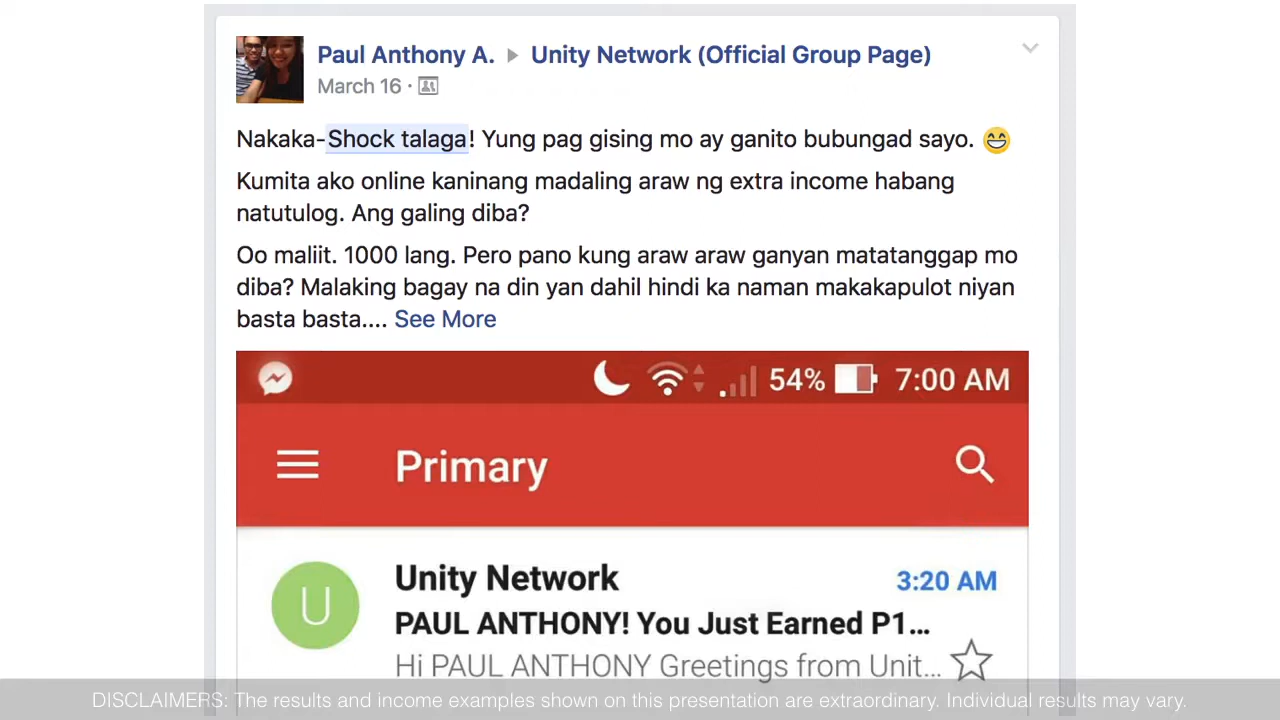 Paul Anthony A. ▶ Unity Network (Official Group Page)
March 16 ·
Nakaka-Shock talaga! Yung pag gising mo ay ganito bubungad sayo. 😄
Kumita ako online kaninang madaling araw ng extra income habang
natutulog. Ang galing diba?
Oo maliit. 1000 lang. Pero pano kung araw araw ganyan matatanggap mo
diba? Malaking bagay na din yan dahil hindi ka naman makakapulot niyan
basta basta.... See More
54% 7:00 AM
Primary
U
Unity Network 3:20 AM
PAUL ANTHONY! You Just Earned P1...
Hi PAUL ANTHONY Greetings from Unit...
DISCLAIMERS: The results and income examples shown on this presentation are extraordinary. Individual results may vary.